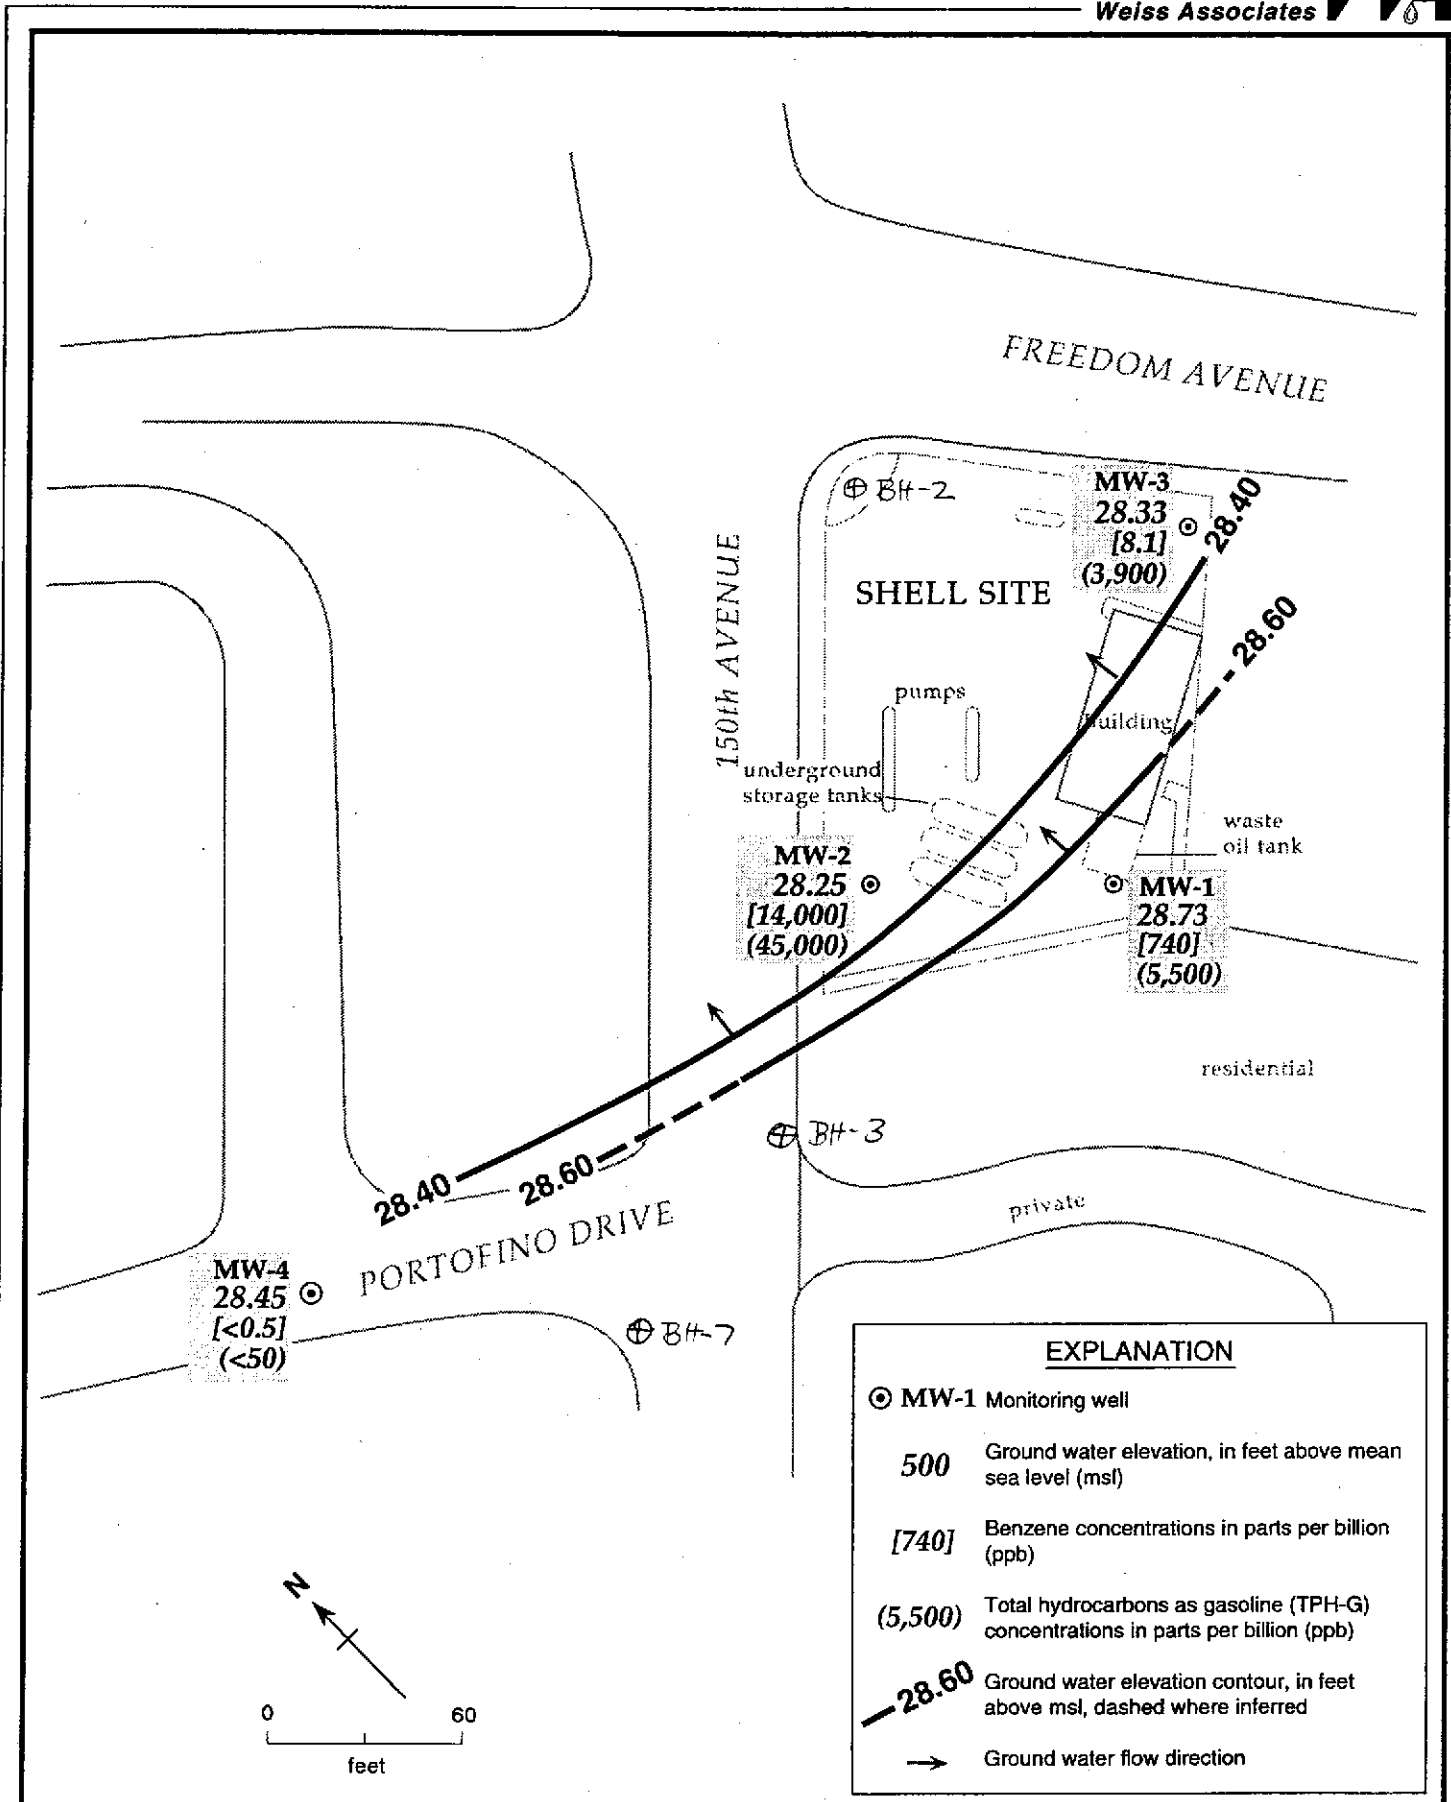 Weiss Associates
FREEDOM AVENUE
MW-3
28.33
[8.1]
(3,900)
28.40
BH-2
SHELL SITE
150th AVENUE
28.60
pumps
building
underground
storage tanks
waste
oil tank
MW-2
28.25
[14,000]
(45,000)
MW-1
28.73
[740]
(5,500)
residential
BH-3
28.40
28.60
private
PORTOFINO DRIVE
MW-4
28.45
[<0.5]
(<50)
BH-7
EXPLANATION
MW-1 Monitoring well
500 Ground water elevation, in feet above mean
sea level (msl)
[740] Benzene concentrations in parts per billion
(ppb)
(5,500) Total hydrocarbons as gasoline (TPH-G)
concentrations in parts per billion (ppb)
28.60 Ground water elevation contour, in feet
above msl, dashed where inferred
Ground water flow direction
N
0 60
feet